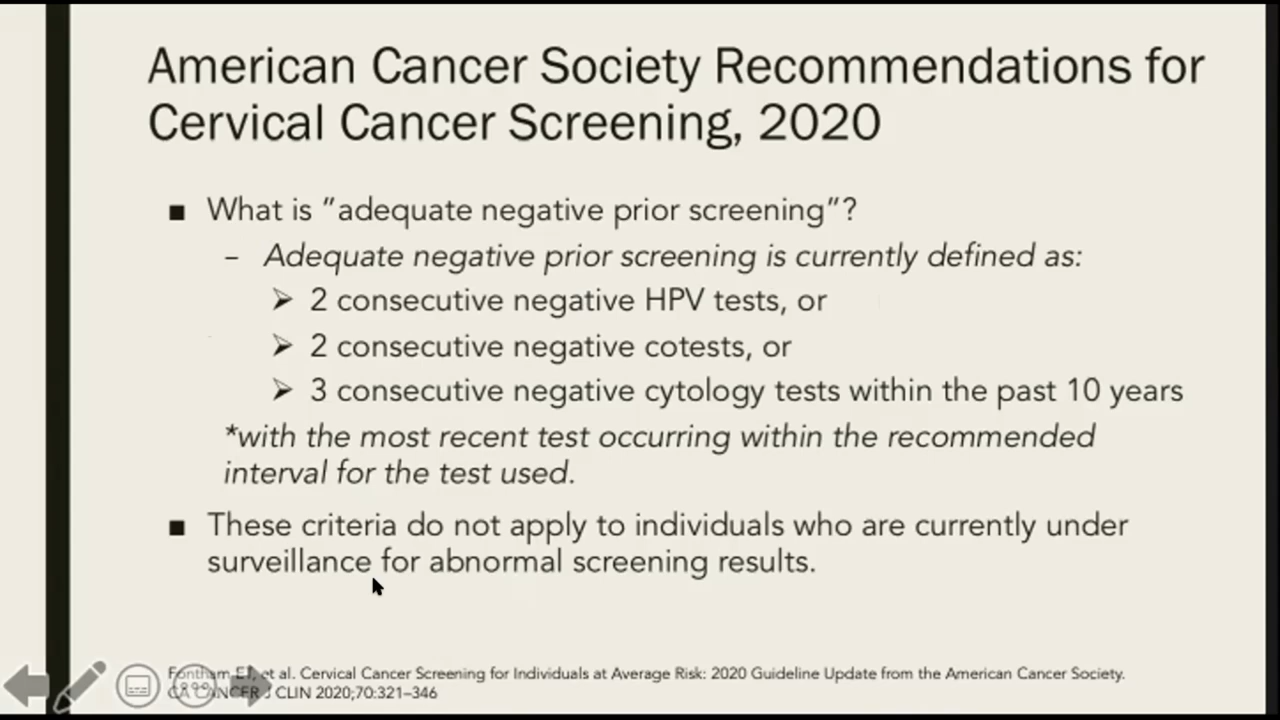 American Cancer Society Recommendations for
Cervical Cancer Screening, 2020
■ What is “adequate negative prior screening”?
– Adequate negative prior screening is currently defined as:
➢ 2 consecutive negative HPV tests, or
➢ 2 consecutive negative cotests, or
➢ 3 consecutive negative cytology tests within the past 10 years
*with the most recent test occurring within the recommended
interval for the test used.
■ These criteria do not apply to individuals who are currently under
surveillance for abnormal screening results.
Fontham ET, et al. Cervical Cancer Screening for Individuals at Average Risk: 2020 Guideline Update from the American Cancer Society.
CA CANCER J CLIN 2020;70:321–346